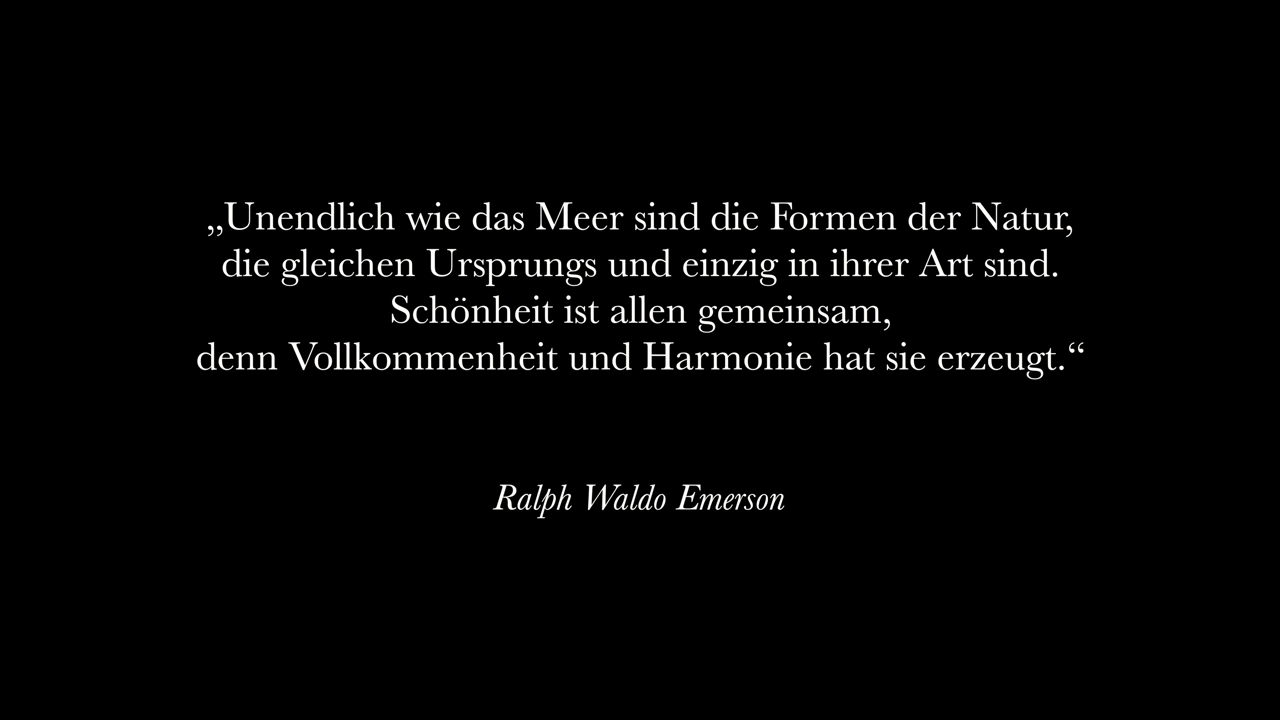 „Unendlich wie das Meer sind die Formen der Natur,
die gleichen Ursprungs und einzig in ihrer Art sind.
Schönheit ist allen gemeinsam,
denn Vollkommenheit und Harmonie hat sie erzeugt.“
Ralph Waldo Emerson